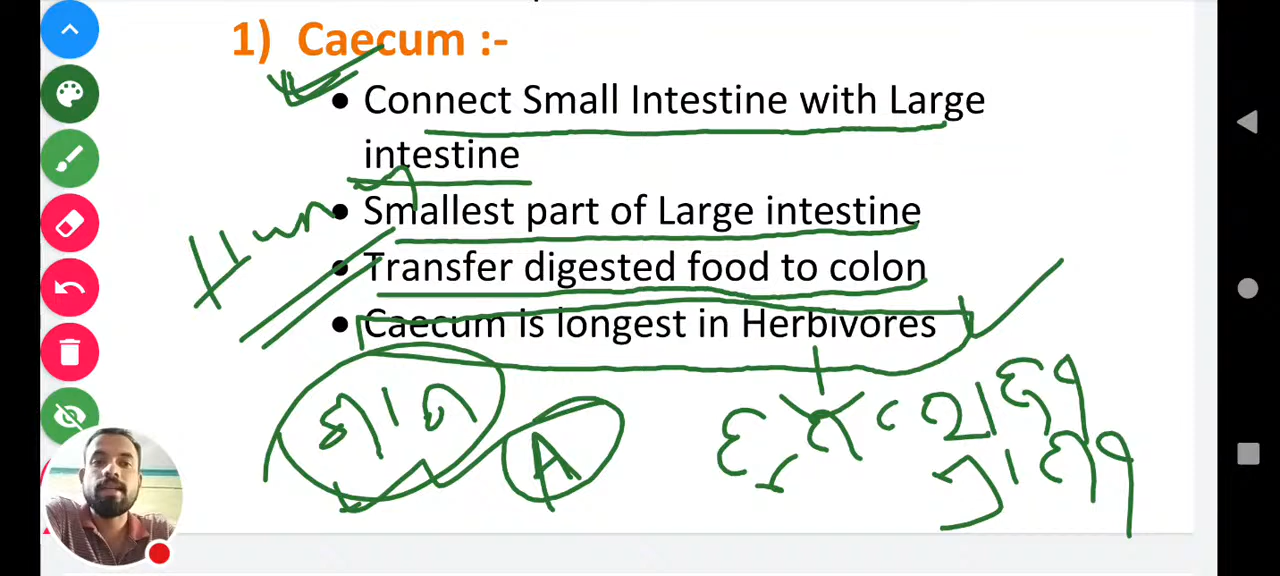 1) Caecum :-
• Connect Small Intestine with Large
intestine
• Smallest part of Large intestine
• Transfer digested food to colon
• Caecum is longest in Herbivores
A